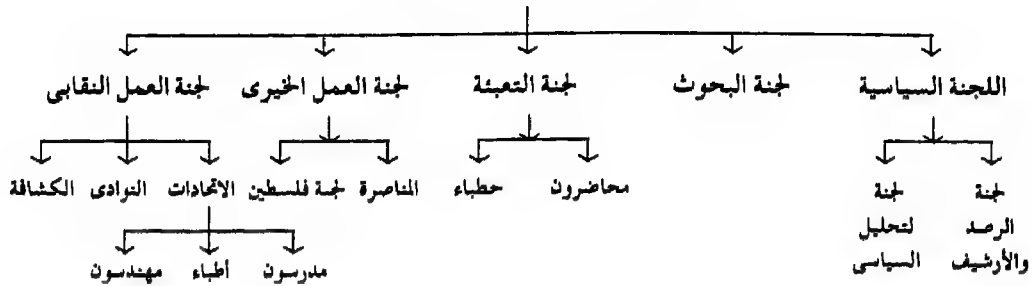 اللجنة السياسية
لجنة البحوث
لجنة التعبئة
لجنة العمل الخيرى
لجنة العمل النقابى
لجنة
الرصد
والأرشيف
لجنة
لتحليل
السياسى
محاضرون
حطباء
المناصرة
لجنة فلسطين
الاتحادات
النوادى
الكشافة
مدرسون
أطباء
مهندسون